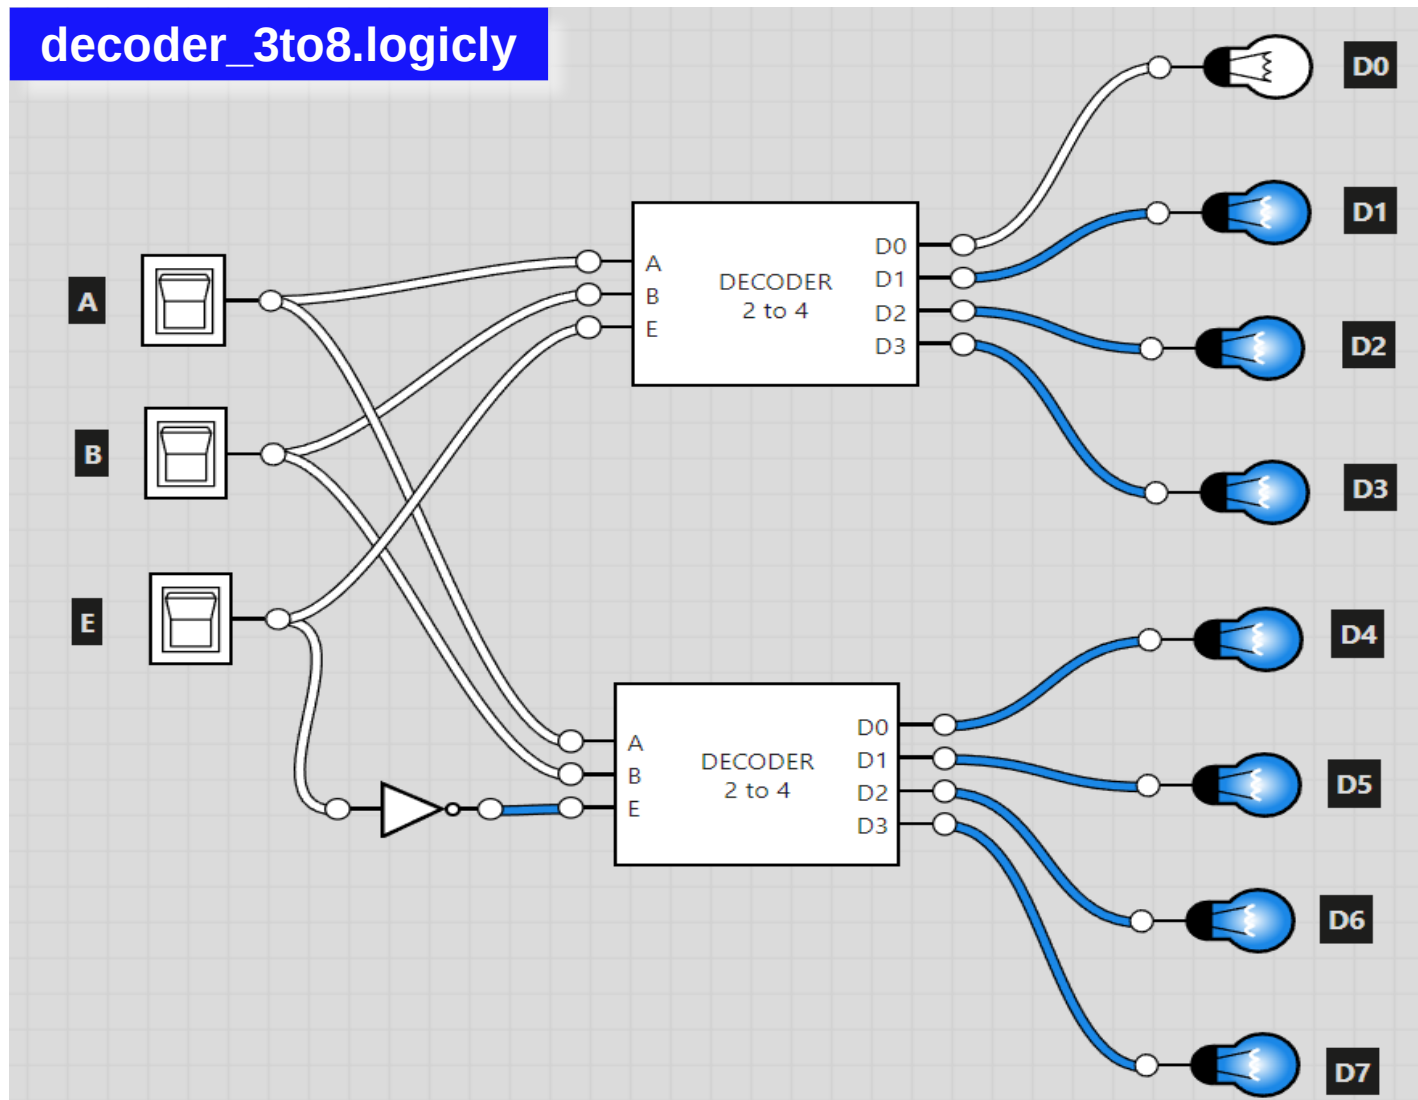 decoder_3to8.logicly
D0
D1
D2
D3
D4
D5
D6
D7
A
B
E
A
B
E
DECODER
2 to 4
D0
D1
D2
D3
A
B
E
DECODER
2 to 4
D0
D1
D2
D3